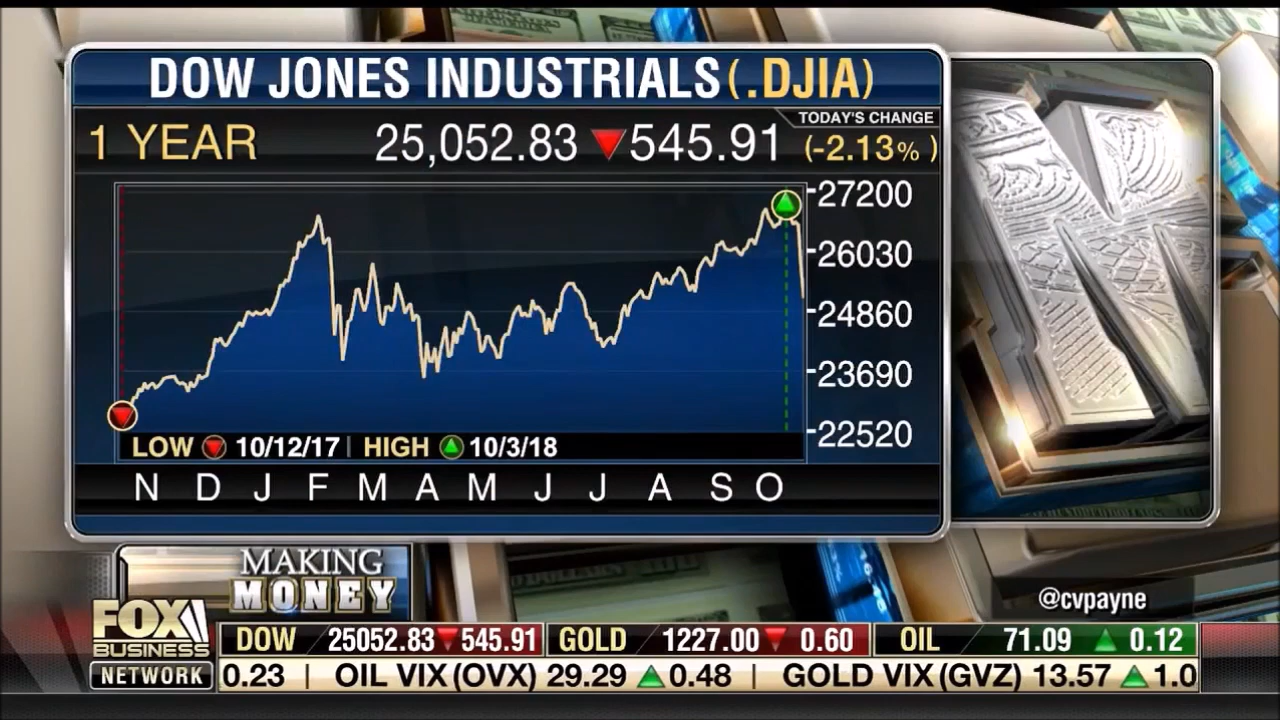 DOW JONES INDUSTRIALS (.DJIA)
TODAY'S CHANGE
1 YEAR 25,052.83 ▼545.91 (-2.13%)
27200
26030
24860
23690
22520
LOW ▼ 10/12/17 | HIGH ▲ 10/3/18
N D J F M A M J J A S O
MAKING
MONEY
@cvpayne
FOX
BUSINESS
NETWORK
DOW 25052.83 ▼ 545.91 GOLD 1227.00 ▼ 0.60 OIL 71.09 ▲ 0.12
0.23 | OIL VIX (OVX) 29.29 ▲ 0.48 | GOLD VIX (GVZ) 13.57 ▲ 1.0